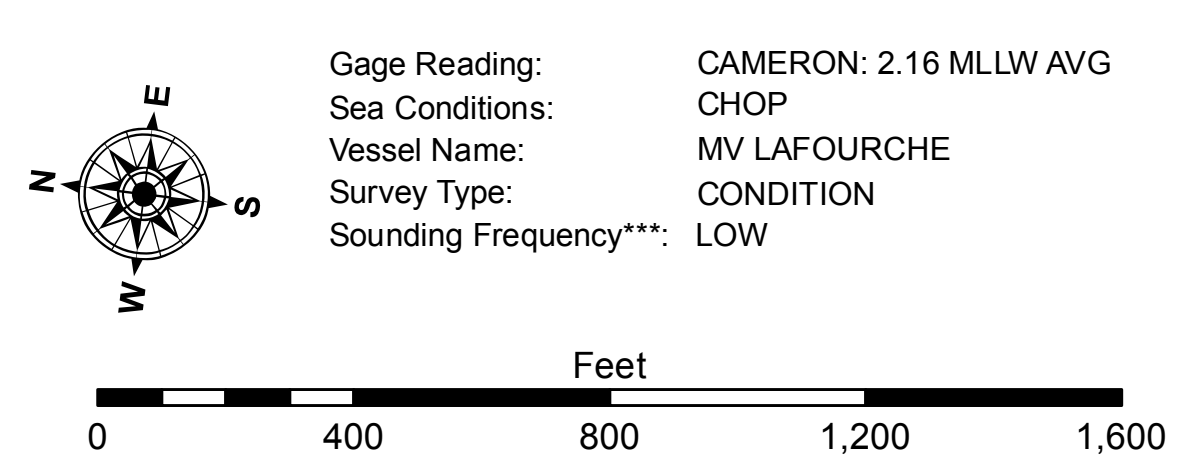 E
N
S
W
Gage Reading: CAMERON: 2.16 MLLW AVG
Sea Conditions: CHOP
Vessel Name: MV LAFOURCHE
Survey Type: CONDITION
Sounding Frequency***: LOW
Feet
0 400 800 1,200 1,600